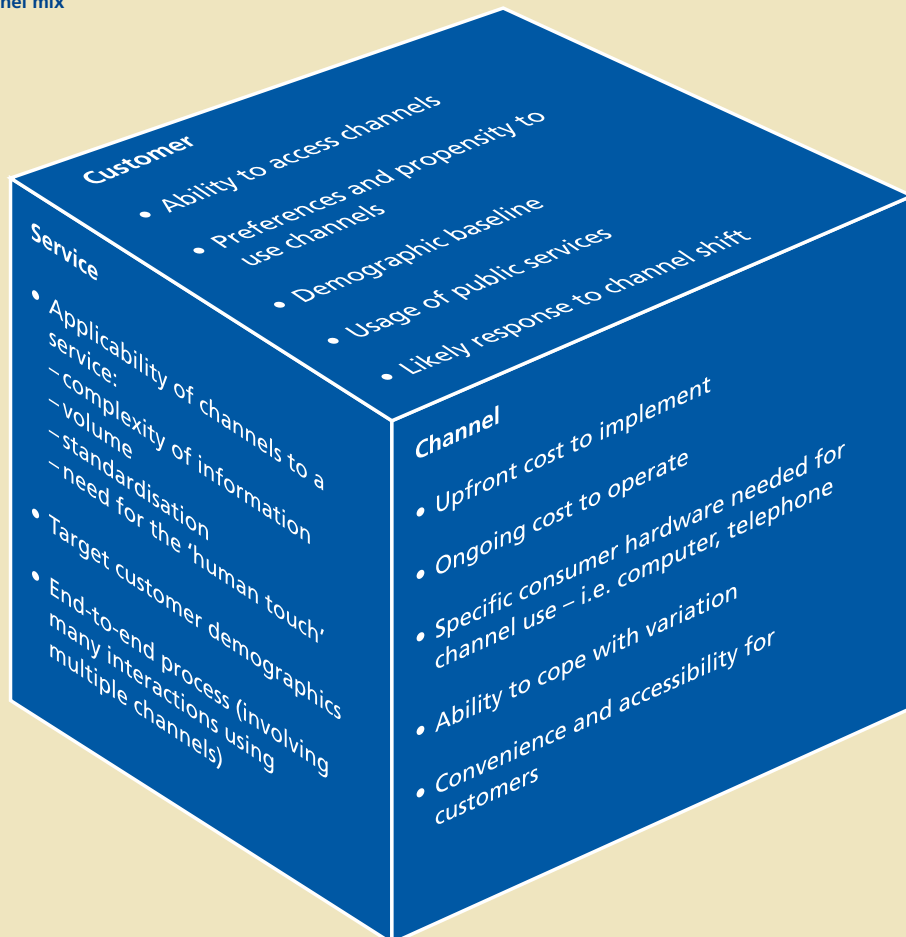 nel mix
Customer
• Ability to access channels
• Preferences and propensity to
use channels
• Demographic baseline
• Usage of public services
• Likely response to channel shift
Service
• Applicability of channels to a
service:
– complexity of information
– volume
– standardisation
– need for the ‘human touch’
• Target customer demographics
• End-to-end process (involving
many interactions using
multiple channels)
Channel
• Upfront cost to implement
• Ongoing cost to operate
• Specific consumer hardware needed for
channel use – i.e. computer, telephone
• Ability to cope with variation
• Convenience and accessibility for
customers